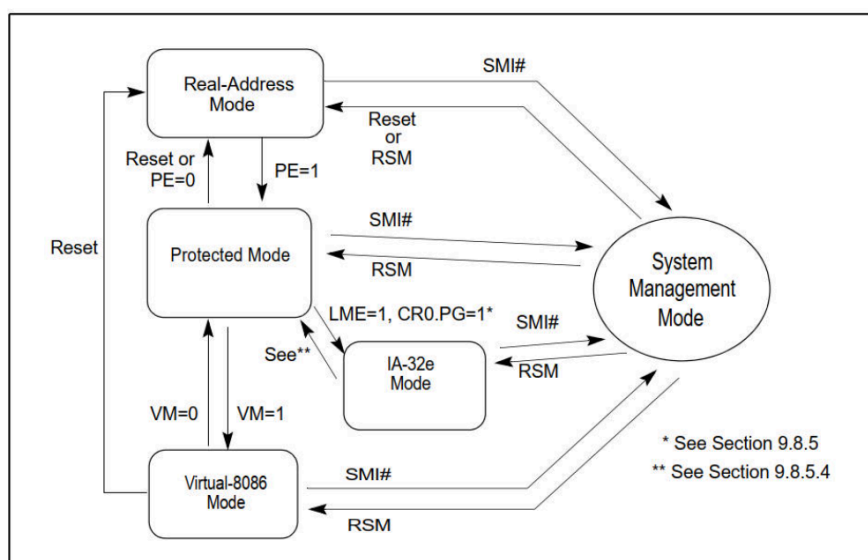 Real-Address
Mode
SMI#
Reset
or
RSM
Reset or
PE=0
PE=1
Reset
Protected Mode
SMI#
RSM
System
Management
Mode
LME=1, CR0.PG=1*
See**
IA-32e
Mode
SMI#
RSM
VM=0
VM=1
Virtual-8086
Mode
SMI#
RSM
* See Section 9.8.5
** See Section 9.8.5.4